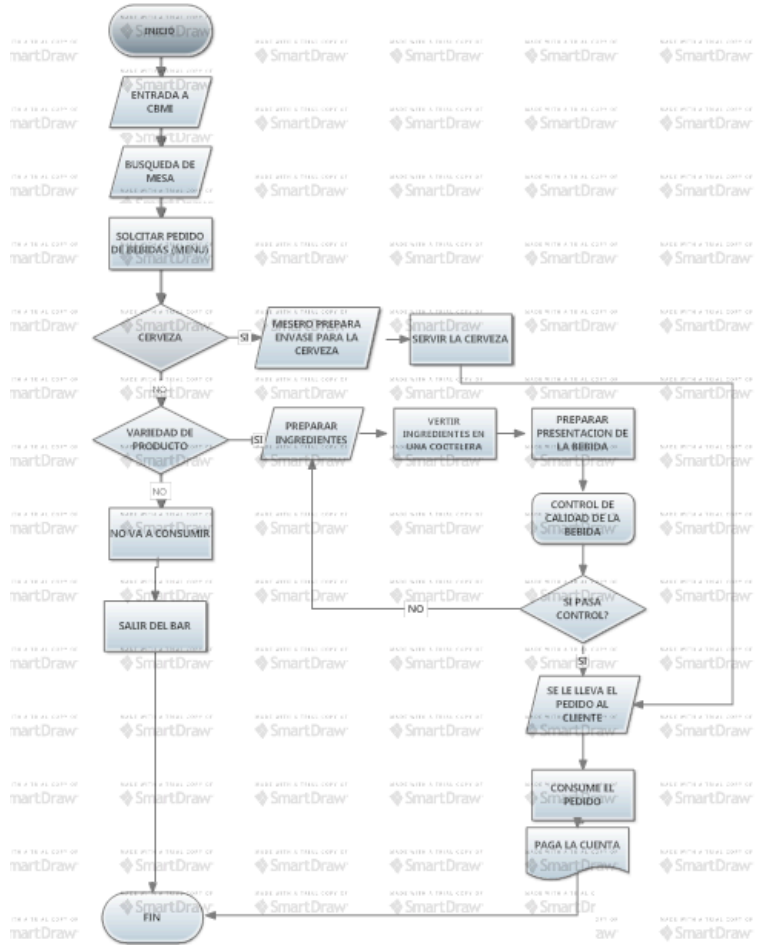 INICIO
ENTRADA A
CBMI
BUSQUEDA DE
MESA
SOLCITAR PEDIDO
DE BEBIDAS (MENU)
CERVEZA
SI
MESERO PREPARA
ENVASE PARA LA
CERVEZA
SERVIR LA CERVEZA
NO
VARIEDAD DE
PRODUCTO
SI
PREPARAR
INGREDIENTES
VERTIR
INGREDIENTES EN
UNA COCTELERA
PREPARAR
PRESENTACION DE
LA BEBIDA
NO
NO VA A CONSUMIR
CONTROL DE
CALIDAD DE LA
BEBIDA
SALIR DEL BAR
NO
SI PASA
CONTROL?
SI
SE LE LLEVA EL
PEDIDO AL
CLIENTE
CONSUME EL
PEDIDO
PAGA LA CUENTA
FIN
SmartDraw